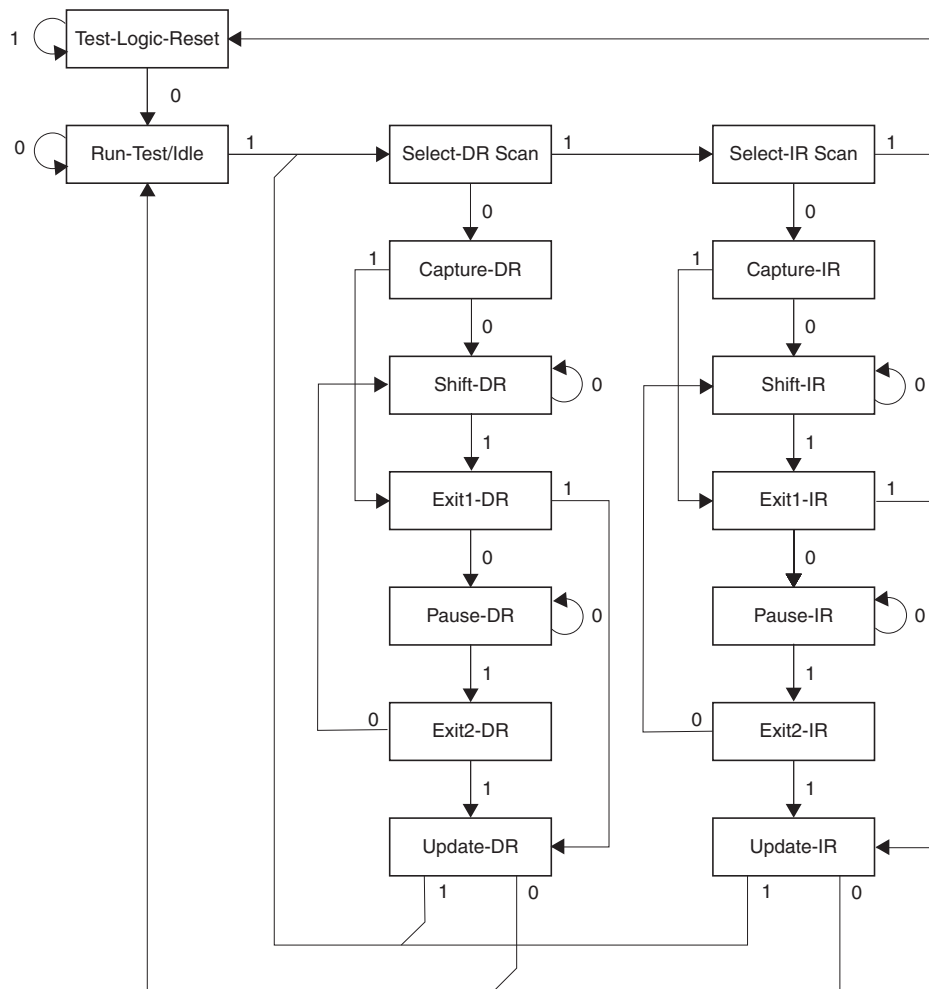 1 Test-Logic-Reset
0
0 Run-Test/Idle 1 Select-DR Scan 1 Select-IR Scan 1
0 0
1 Capture-DR 1 Capture-IR
0 0
Shift-DR 0 Shift-IR 0
1 1
Exit1-DR 1 Exit1-IR 1
0 0
Pause-DR 0 Pause-IR 0
1 1
0 Exit2-DR 0 Exit2-IR
1 1
Update-DR Update-IR
1 0 1 0